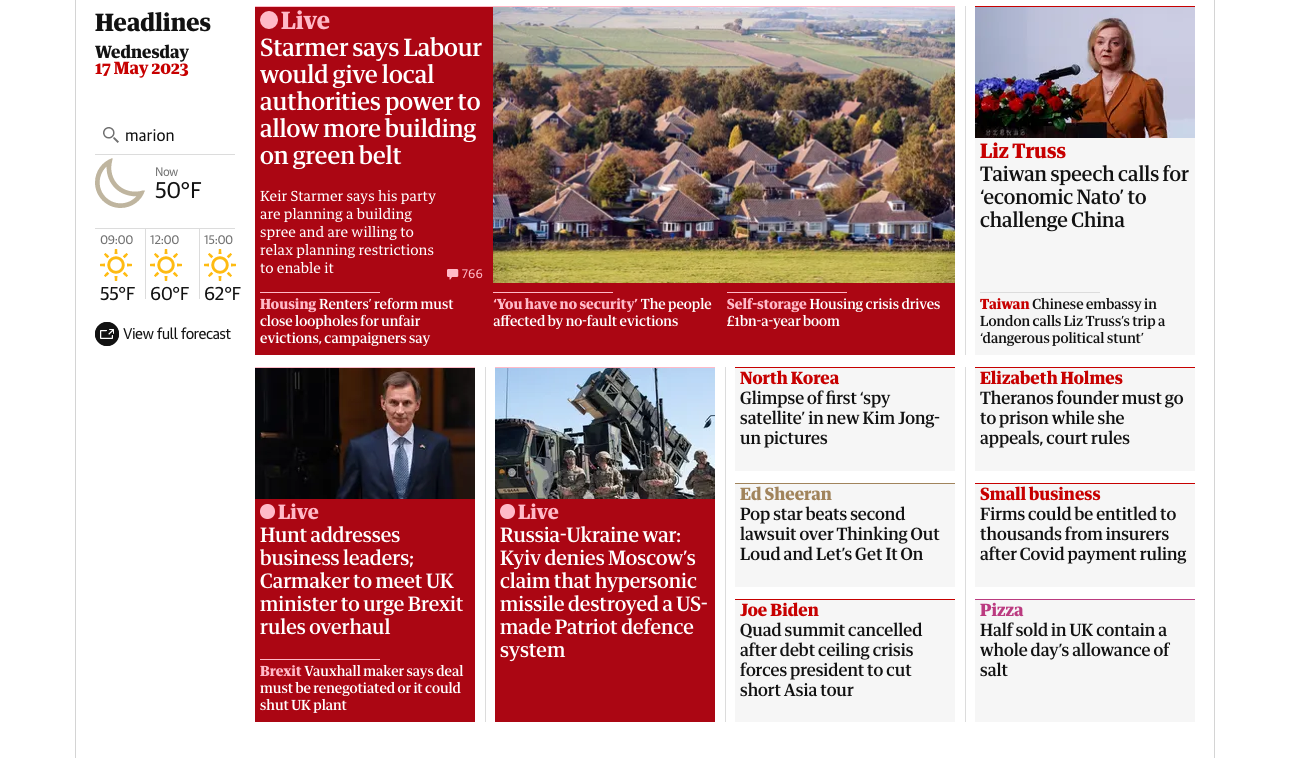 Headlines
Wednesday
17 May 2023
marion
Now
50°F
09:00
55°F
12:00
60°F
15:00
62°F
View full forecast
Live
Starmer says Labour
would give local
authorities power to
allow more building
on green belt
Keir Starmer says his party
are planning a building
spree and are willing to
relax planning restrictions
to enable it
766
Housing Renters’ reform must
close loopholes for unfair
evictions, campaigners say
‘You have no security’ The people
affected by no-fault evictions
Self-storage Housing crisis drives
£1bn-a-year boom
Liz Truss
Taiwan speech calls for
‘economic Nato’ to
challenge China
Taiwan Chinese embassy in
London calls Liz Truss’s trip a
‘dangerous political stunt’
Live
Hunt addresses
business leaders;
Carmaker to meet UK
minister to urge Brexit
rules overhaul
Brexit Vauxhall maker says deal
must be renegotiated or it could
shut UK plant
Live
Russia-Ukraine war:
Kyiv denies Moscow’s
claim that hypersonic
missile destroyed a US-
made Patriot defence
system
North Korea
Glimpse of first ‘spy
satellite’ in new Kim Jong-
un pictures
Elizabeth Holmes
Theranos founder must go
to prison while she
appeals, court rules
Ed Sheeran
Pop star beats second
lawsuit over Thinking Out
Loud and Let’s Get It On
Small business
Firms could be entitled to
thousands from insurers
after Covid payment ruling
Joe Biden
Quad summit cancelled
after debt ceiling crisis
forces president to cut
short Asia tour
Pizza
Half sold in UK contain a
whole day’s allowance of
salt